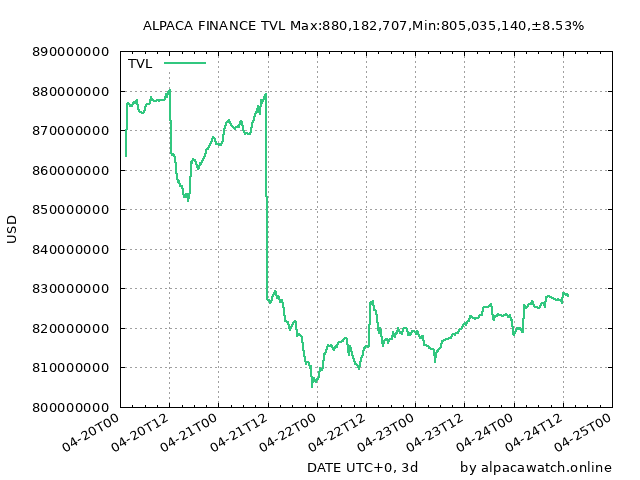 ALPACA FINANCE TVL Max:880,182,707,Min:805,035,140,±8.53%
890000000
TVL
880000000
870000000
860000000
850000000
USD
840000000
830000000
820000000
810000000
800000000
04-20T00
04-20T12
04-21T00
04-21T12
04-22T00
04-22T12
04-23T00
04-23T12
04-24T00
04-24T12
04-25T00
DATE UTC+0, 3d
by alpacawatch.online